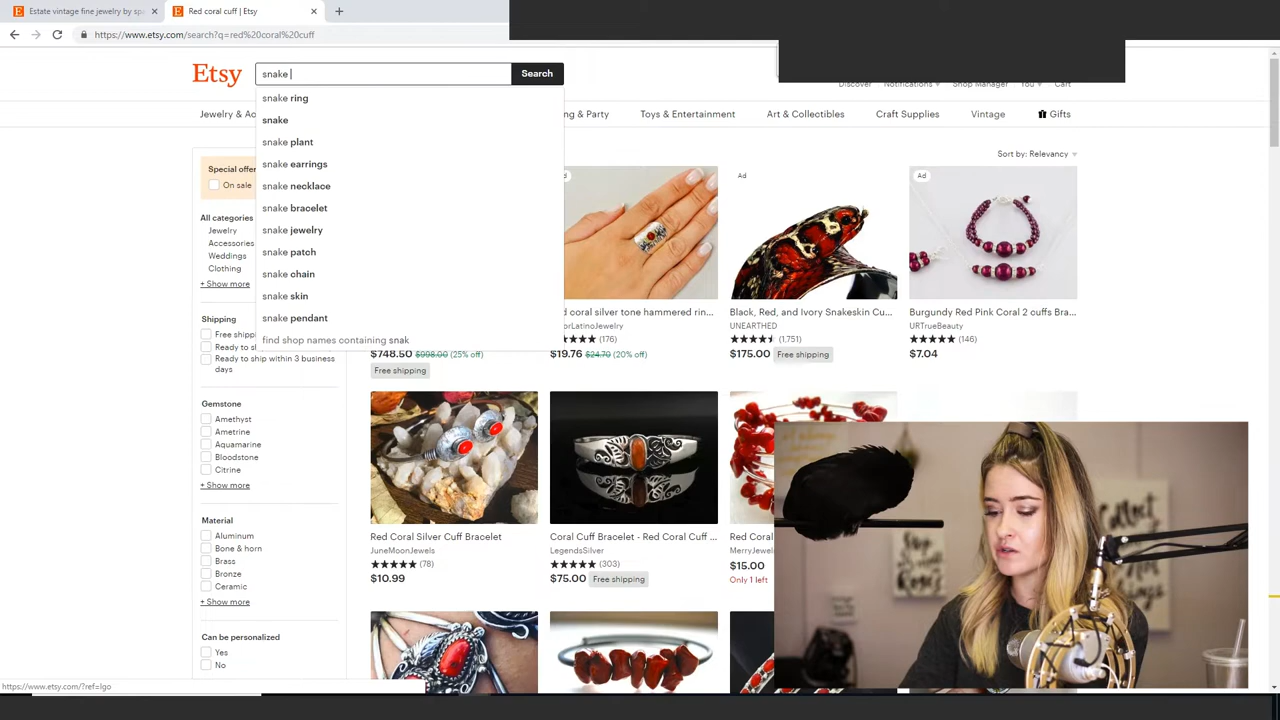 Estate vintage fine jewelry by spa
Red coral cuff | Etsy
https://www.etsy.com/search?q=red%20coral%20cuff
Etsy
snake
Search
Discover Notifications Shop Manager You Cart
Jewelry & Ac
ng & Party
Toys & Entertainment
Art & Collectibles
Craft Supplies
Vintage
Gifts
snake ring
snake
snake plant
snake earrings
snake necklace
snake bracelet
snake jewelry
snake patch
snake chain
snake skin
snake pendant
find shop names containing snak
Sort by: Relevancy
Special offer
On sale
All categories
Jewelry
Accessories
Weddings
Clothing
+ Show more
Shipping
Free shipp
Ready to
Ready to ship within 3 business
days
Gemstone
Amethyst
Ametrine
Aquamarine
Bloodstone
Citrine
+ Show more
Material
Aluminum
Bone & horn
Brass
Bronze
Ceramic
+ Show more
Can be personalized
Yes
No
$748.50 $998.00 (25% off)
Free shipping
d coral silver tone hammered rin...
orLatinoJewelry
(176)
$19.76 $24.70 (20% off)
Ad
Black, Red, and Ivory Snakeskin Cu...
UNEARTHED
(1,751)
$175.00 Free shipping
Ad
Burgundy Red Pink Coral 2 cuffs Bra...
URTrueBeauty
(146)
$7.04
Red Coral Silver Cuff Bracelet
JuneMoonJewels
(78)
$10.99
Coral Cuff Bracelet - Red Coral Cuff ...
LegendsSilver
(303)
$75.00 Free shipping
Red Cora
MerryJewel
$15.00
Only 1 left
https://www.etsy.com/?ref=lgo